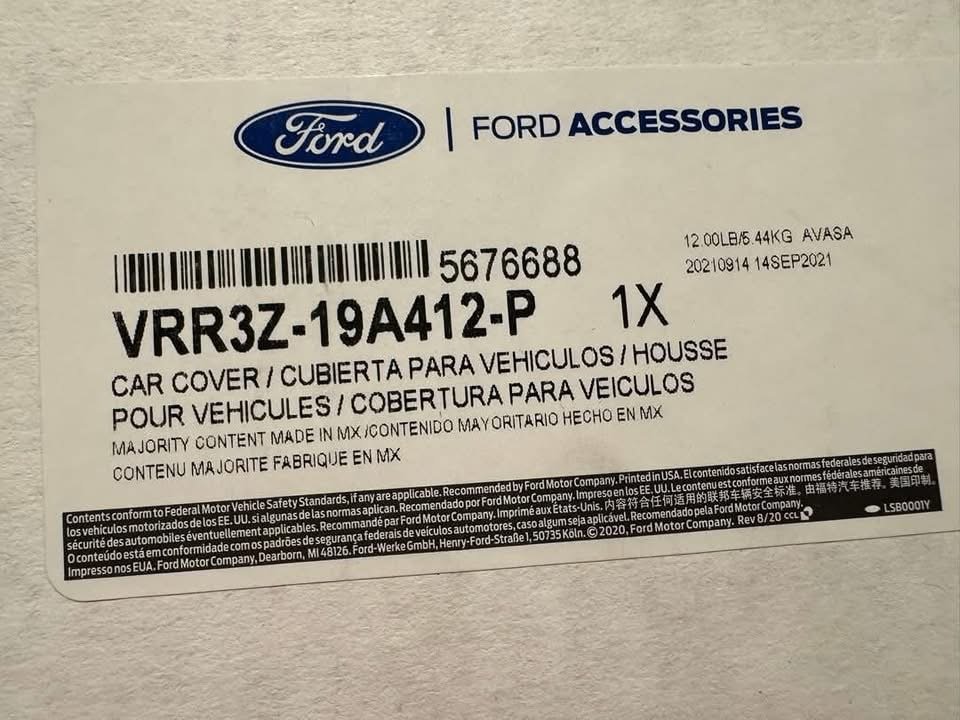 Ford | FORD ACCESSORIES
5676688
12.00LB/5.44KG AVASA
20210914 14SEP2021
VRR3Z-19A412-P 1X
CAR COVER / CUBIERTA PARA VEHICULOS / HOUSSE
POUR VEHICULES / COBERTURA PARA VEICULOS
MAJORITY CONTENT MADE IN MX /CONTENIDO MAYORITARIO HECHO EN MX
CONTENU MAJORITE FABRIQUE EN MX
Contents conform to Federal Motor Vehicle Safety Standards, if any are applicable. Recommended by Ford Motor Company. Printed in USA. El contenido satisface las normas federales de seguridad para
los vehículos motorizados de los EE. UU. si algunas de las normas aplican. Recomendado por Ford Motor Company. Impreso en los EE. UU. Le contenu est conforme aux normes fédérales américaines de
sécurité des automobiles éventuellement applicables. Recommandé par Ford Motor Company. Imprimé aux États-Unis. 内容符合任何适用的联邦车辆安全标准。由福特汽车推荐。美国印制。
O conteúdo está em conformidade com os padrões de segurança federais de veículos automotores, caso algum seja aplicável. Recomendado pela Ford Motor Company.
Impresso nos EUA. Ford Motor Company, Dearborn, MI 48126. Ford-Werke GmbH, Henry-Ford-Straße 1, 50735 Köln. © 2020, Ford Motor Company. Rev 8/20 CCL LSB0001Y